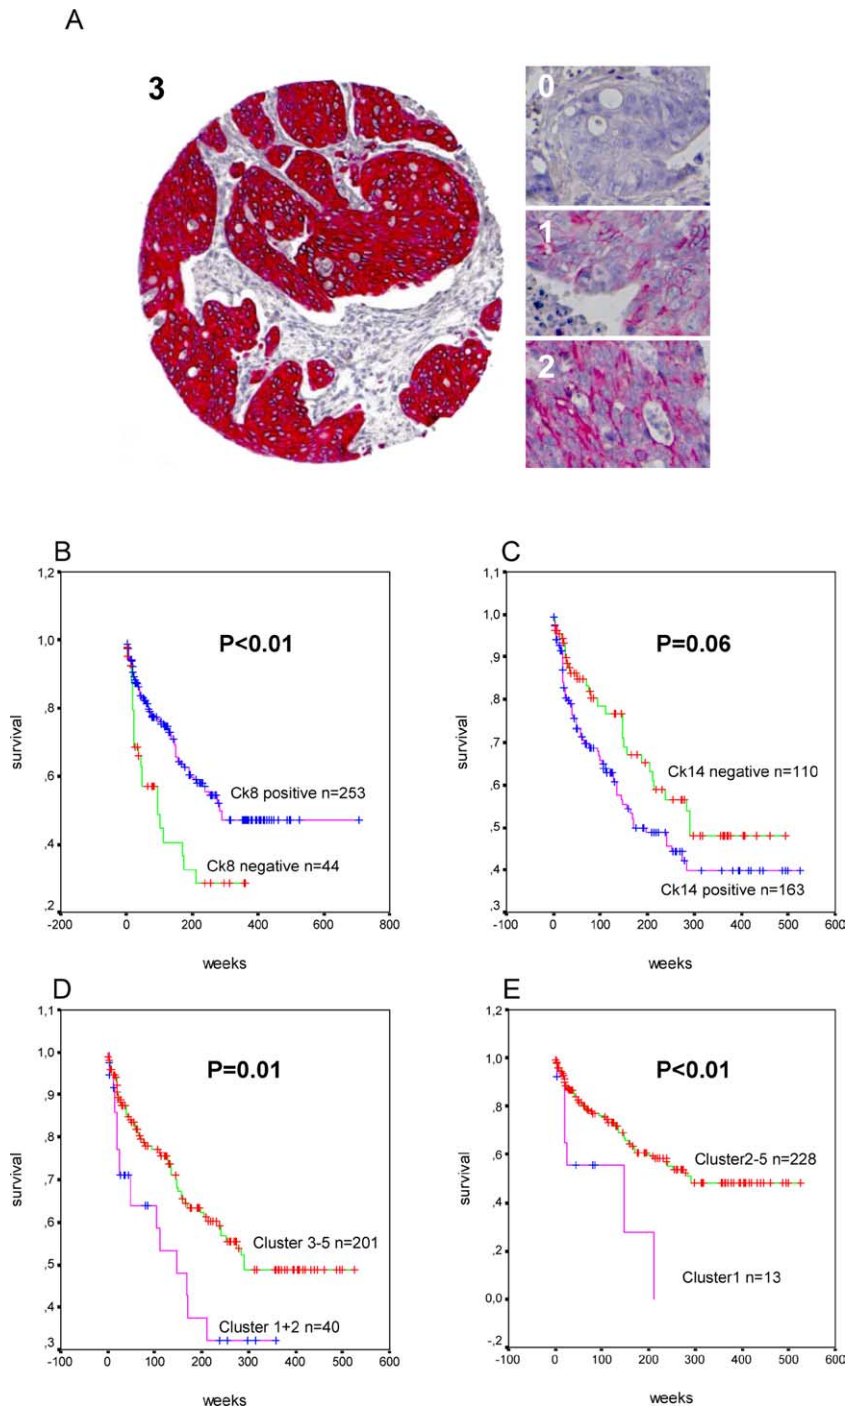 A
3
0
1
2
B
1,2
1,0
,8
,6
,4
,2
survival
P<0.01
Ck8 positive n=253
Ck8 negative n=44
-200 0 200 400 600 800
weeks
C
1,1
1,0
,9
,8
,7
,6
,5
,4
,3
survival
P=0.06
Ck14 negative n=110
Ck14 positive n=163
-100 0 100 200 300 400 500 600
weeks
D
1,1
1,0
,9
,8
,7
,6
,5
,4
,3
survival
P=0.01
Cluster 3-5 n=201
Cluster 1+2 n=40
-100 0 100 200 300 400 500 600
weeks
E
1,2
1,0
,8
,6
,4
,2
0,0
-,2
survival
P<0.01
Cluster2-5 n=228
Cluster1 n=13
-100 0 100 200 300 400 500 600
weeks